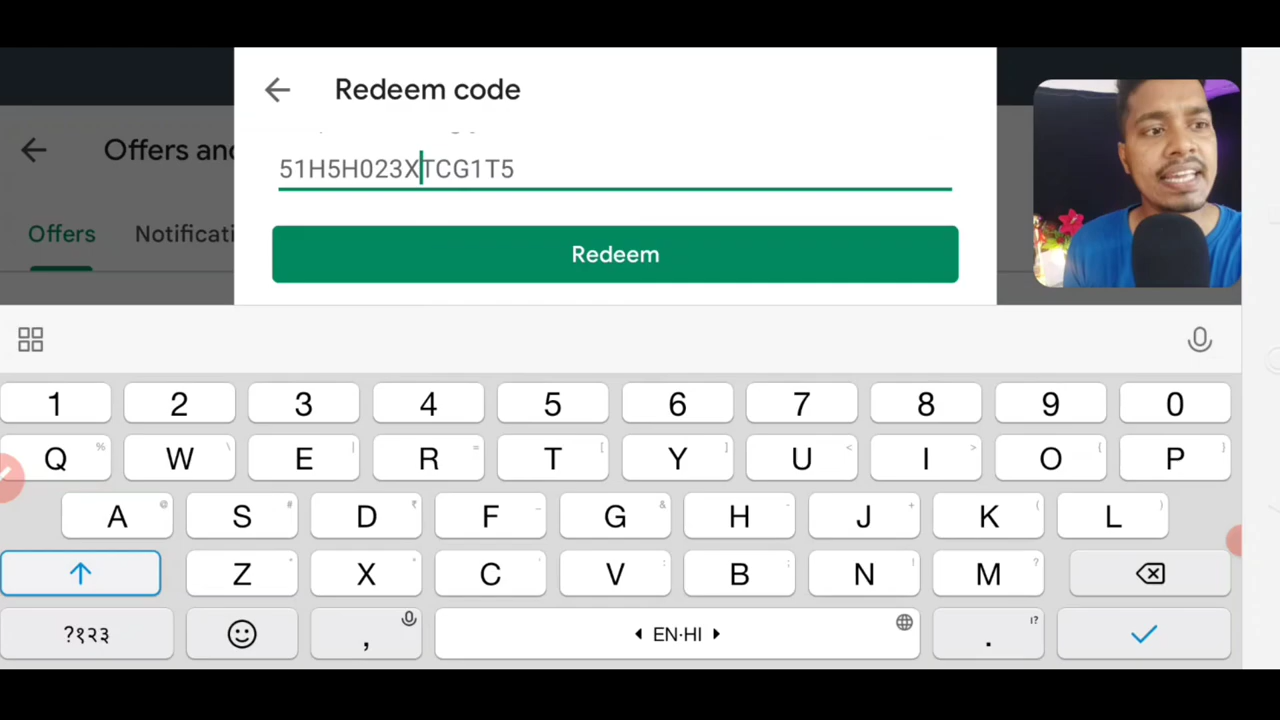 Redeem code
Offers and
51H5H023XTCG1T5
Offers
Notificati
Redeem
1 2 3 4 5 6 7 8 9 0
Q % W \ E | R = T [ Y ] U < I > O { P }
A @ S # D ₹ F _ G & H - J + K ( L )
Z X C V : B ; N ! M ?
?१२३ , EN·HI . !?